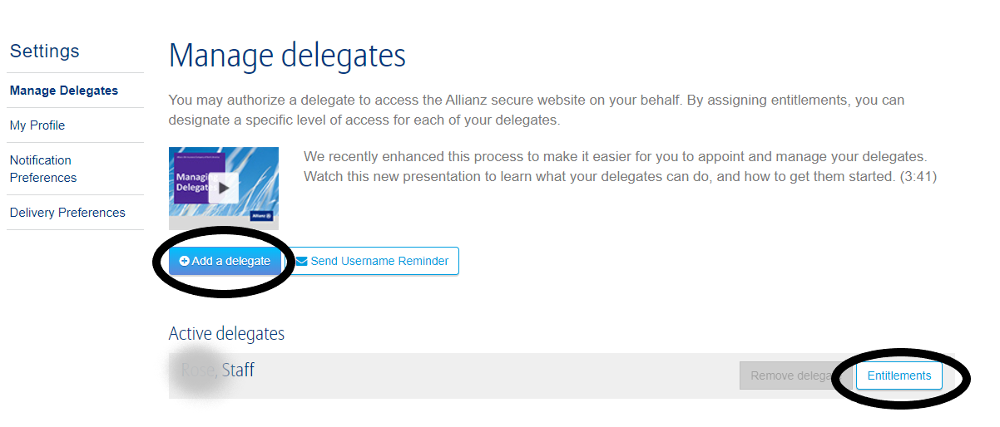 Settings
Manage Delegates
My Profile
Notification
Preferences
Delivery Preferences
Manage delegates
You may authorize a delegate to access the Allianz secure website on your behalf. By assigning entitlements, you can
designate a specific level of access for each of your delegates.
Managing
Delegat
Allianz
We recently enhanced this process to make it easier for you to appoint and manage your delegates.
Watch this new presentation to learn what your delegates can do, and how to get them started. (3:41)
Add a delegate
Send Username Reminder
Active delegates
Rose, Staff
Remove delega
Entitlements